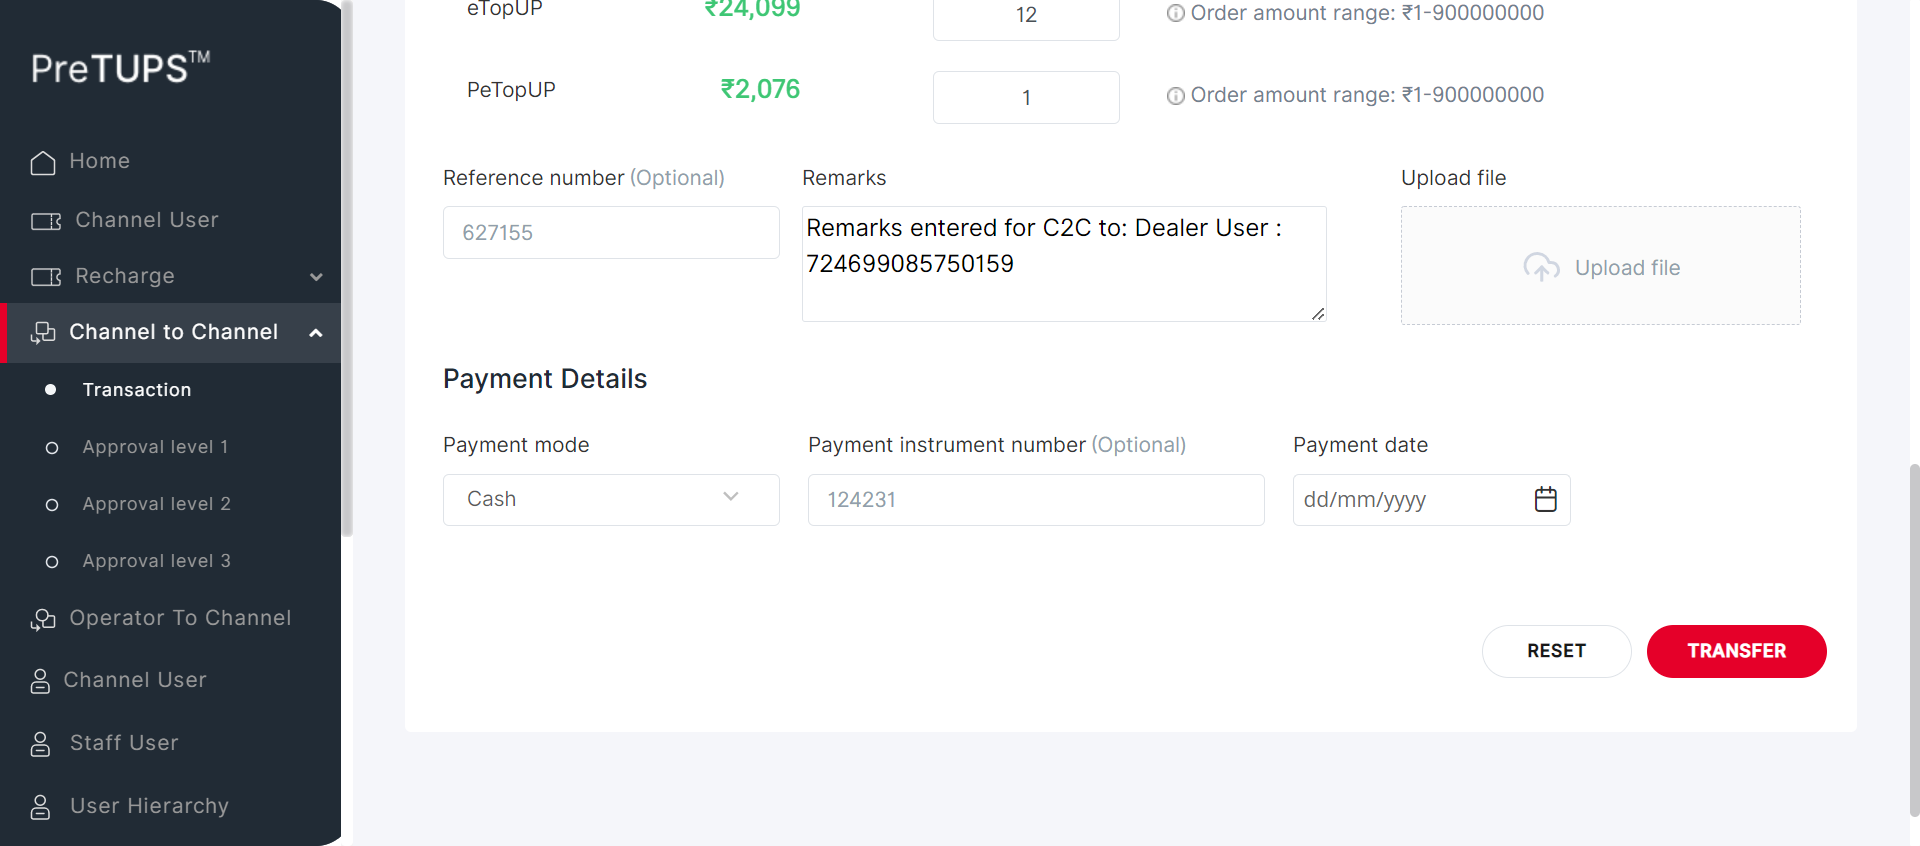 PreTUPS™
Home
Channel User
Recharge
Channel to Channel
Transaction
Approval level 1
Approval level 2
Approval level 3
Operator To Channel
Channel User
Staff User
User Hierarchy
eTopUP ₹24,099 12 Order amount range: ₹1-900000000
PeTopUP ₹2,076 1 Order amount range: ₹1-900000000
Reference number (Optional) Remarks Upload file
627155
Remarks entered for C2C to: Dealer User :
724699085750159
Upload file
Payment Details
Payment mode Payment instrument number (Optional) Payment date
Cash 124231 dd/mm/yyyy
RESET TRANSFER